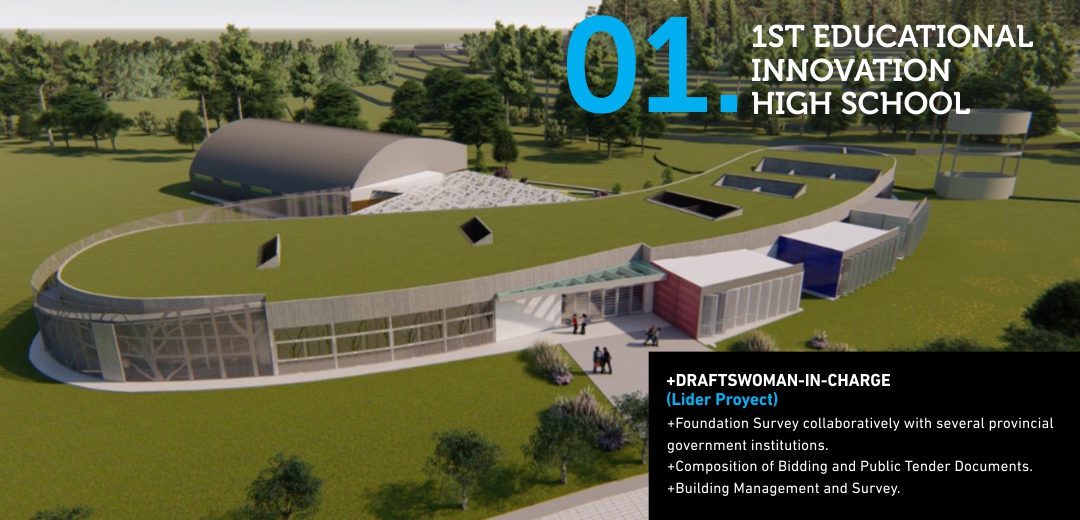 01.
1ST EDUCATIONAL
INNOVATION
HIGH SCHOOL
+DRAFTSWOMAN-IN-CHARGE
(Lider Proyect)
+Foundation Survey collaboratively with several provincial
government institutions.
+Composition of Bidding and Public Tender Documents.
+Building Management and Survey.